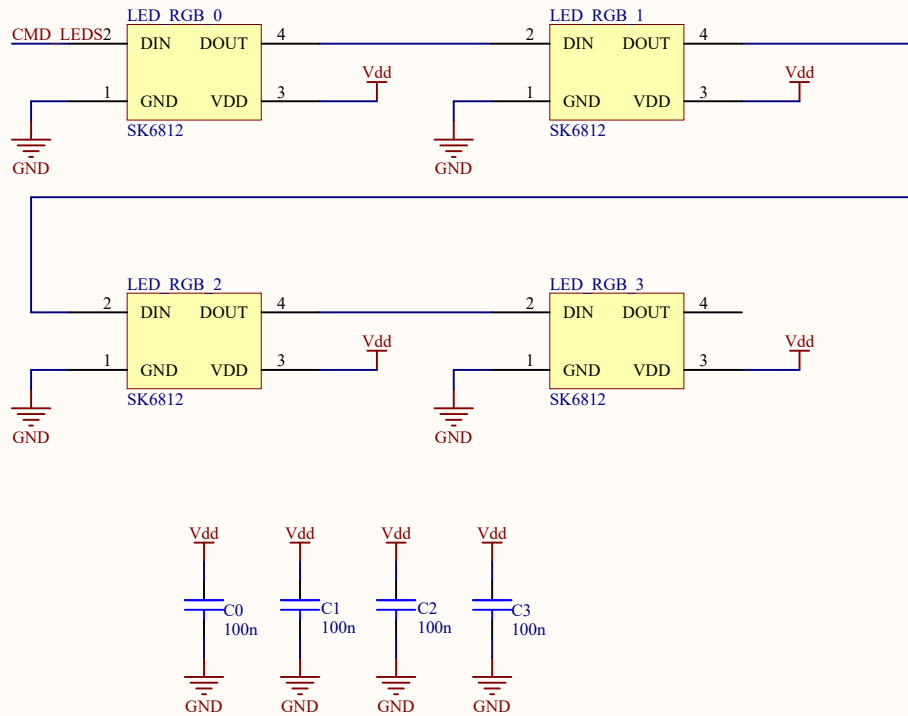 LED_RGB_0 LED_RGB_1
CMD_LEDS 2 DIN DOUT 4 2 DIN DOUT 4
Vdd Vdd
1 GND VDD 3 1 GND VDD 3
SK6812 SK6812
GND GND
LED_RGB_2 LED_RGB_3
2 DIN DOUT 4 2 DIN DOUT 4
Vdd Vdd
1 GND VDD 3 1 GND VDD 3
SK6812 SK6812
GND GND
Vdd Vdd Vdd Vdd
C0 C1 C2 C3
100n 100n 100n 100n
GND GND GND GND